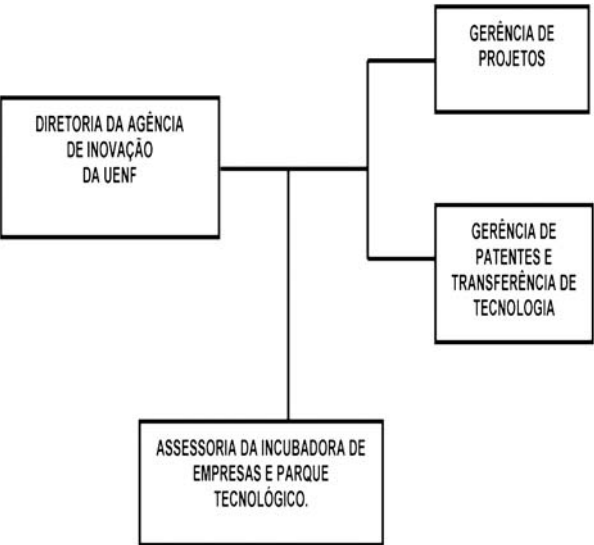 GERÊNCIA DE
PROJETOS
DIRETORIA DA AGÊNCIA
DE INOVAÇÃO
DA UENF
GERÊNCIA DE
PATENTES E
TRANSFERÊNCIA DE
TECNOLOGIA
ASSESSORIA DA INCUBADORA DE
EMPRESAS E PARQUE
TECNOLÓGICO.